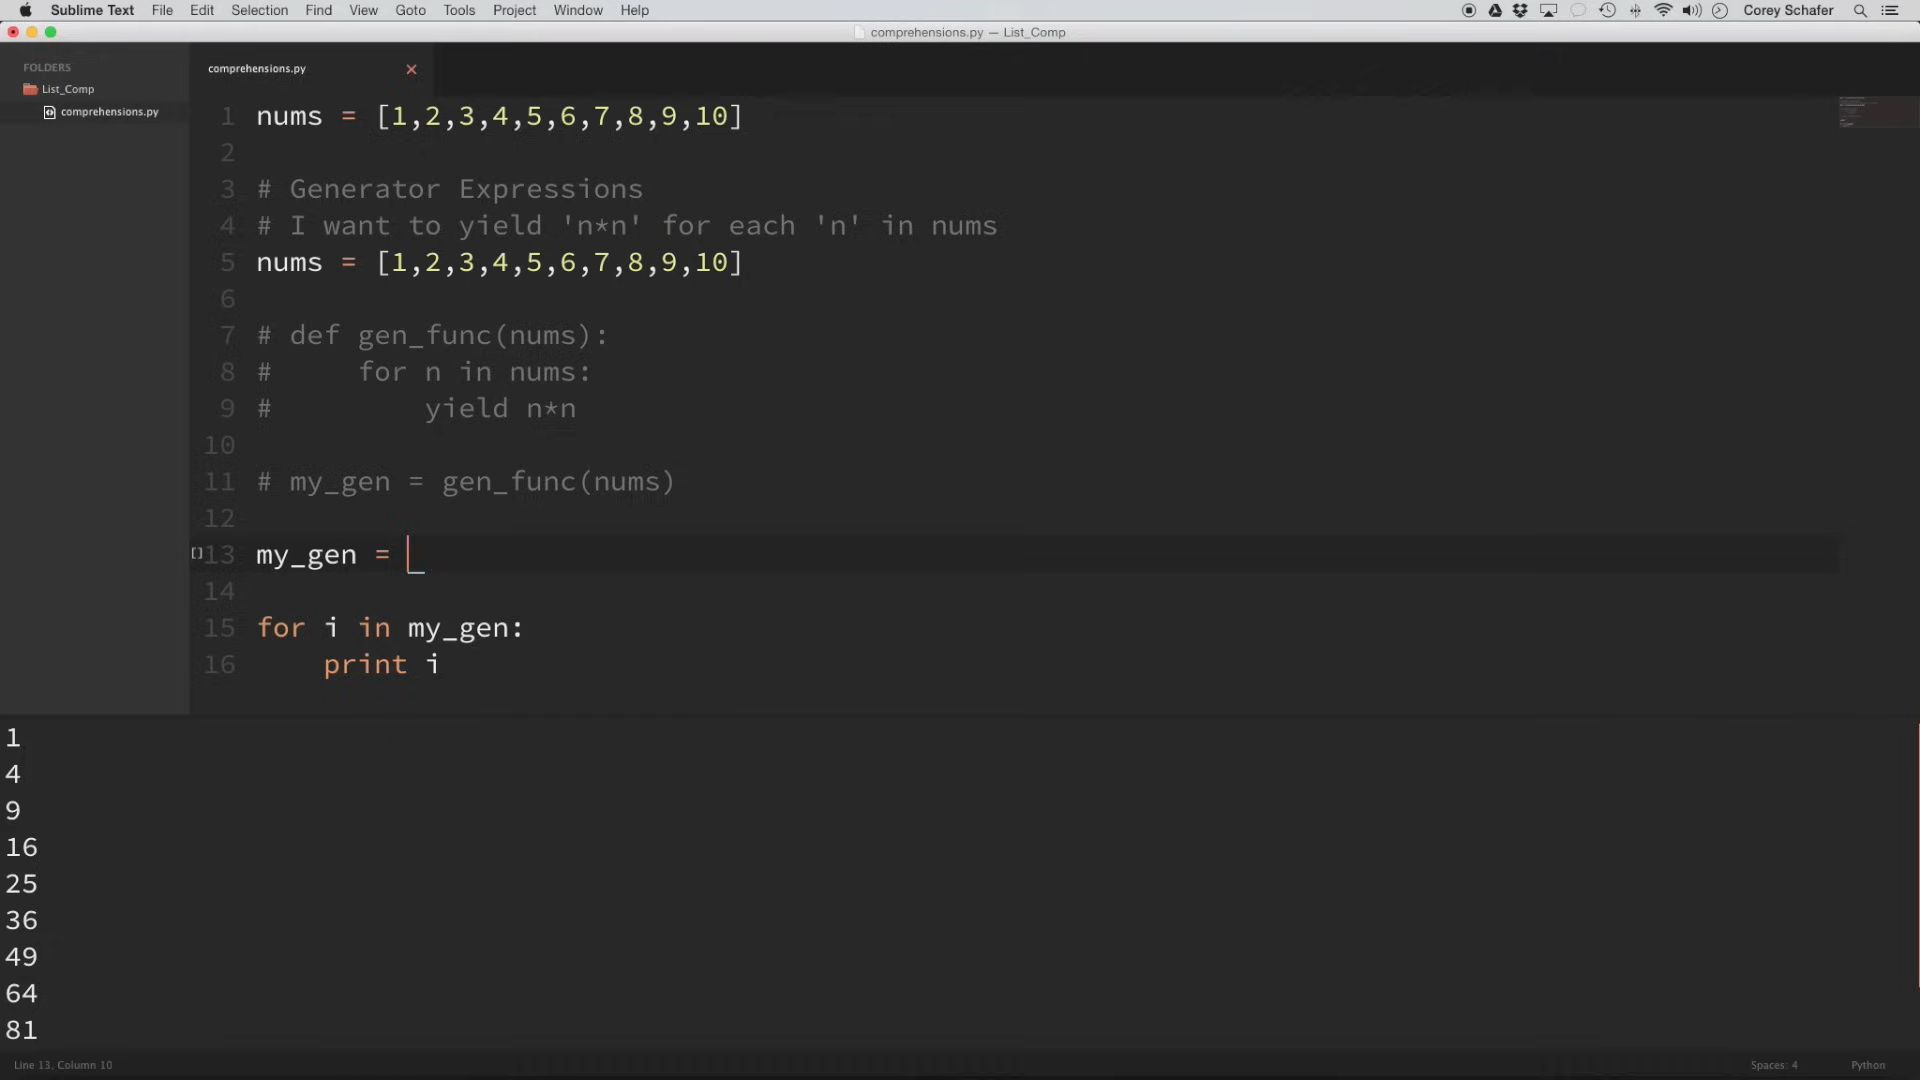 Sublime Text File Edit Selection Find View Goto Tools Project Window Help Corey Schafer
comprehensions.py — List_Comp
FOLDERS
List_Comp
comprehensions.py
comprehensions.py
1 nums = [1,2,3,4,5,6,7,8,9,10]
2
3 # Generator Expressions
4 # I want to yield 'n*n' for each 'n' in nums
5 nums = [1,2,3,4,5,6,7,8,9,10]
6
7 # def gen_func(nums):
8 #     for n in nums:
9 #         yield n*n
10
11 # my_gen = gen_func(nums)
12
13 my_gen = 
14
15 for i in my_gen:
16     print i
1
4
9
16
25
36
49
64
81
Line 13, Column 10 Spaces: 4 Python